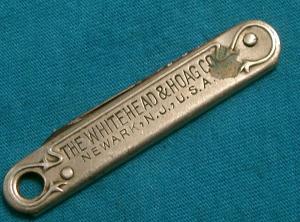 THE WHITEHEAD & HOAG CO.
NEWARK, N.J., U.S.A.